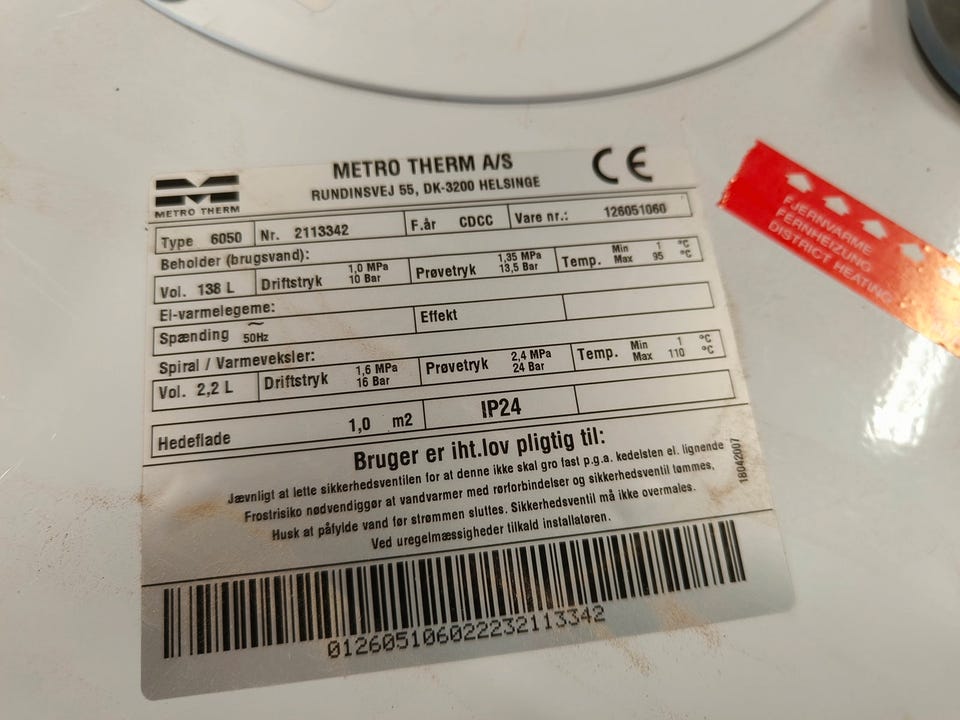 METRO THERM
METRO THERM A/S
RUNDINSVEJ 55, DK-3200 HELSINGE
CE
Type 6050 Nr. 2113342 F.år CDCC Vare nr.: 126051060
Beholder (brugsvand):
Vol. 138 L Driftstryk 1,0 MPa 10 Bar Prøvetryk 1,35 MPa 13,5 Bar Temp. Min 1 °C Max 95 °C
El-varmelegeme:
Spænding ~ 50Hz Effekt
Spiral / Varmeveksler:
Vol. 2,2 L Driftstryk 1,6 MPa 16 Bar Prøvetryk 2,4 MPa 24 Bar Temp. Min 1 °C Max 110 °C
Hedeflade 1,0 m2 IP24
Bruger er iht.lov pligtig til:
Jævnligt at lette sikkerhedsventilen for at denne ikke skal gro fast p.g.a. kedelsten el. lignende
Frostrisiko nødvendiggør at vandvarmer med rørforbindelser og sikkerhedsventil tømmes.
Husk at påfylde vand før strømmen sluttes. Sikkerhedsventil må ikke overmales.
Ved uregelmæssigheder tilkald installatøren.
18042007
012605106022232113342
FJERNVARME
FERNHEIZUNG
DISTRICT HEATING